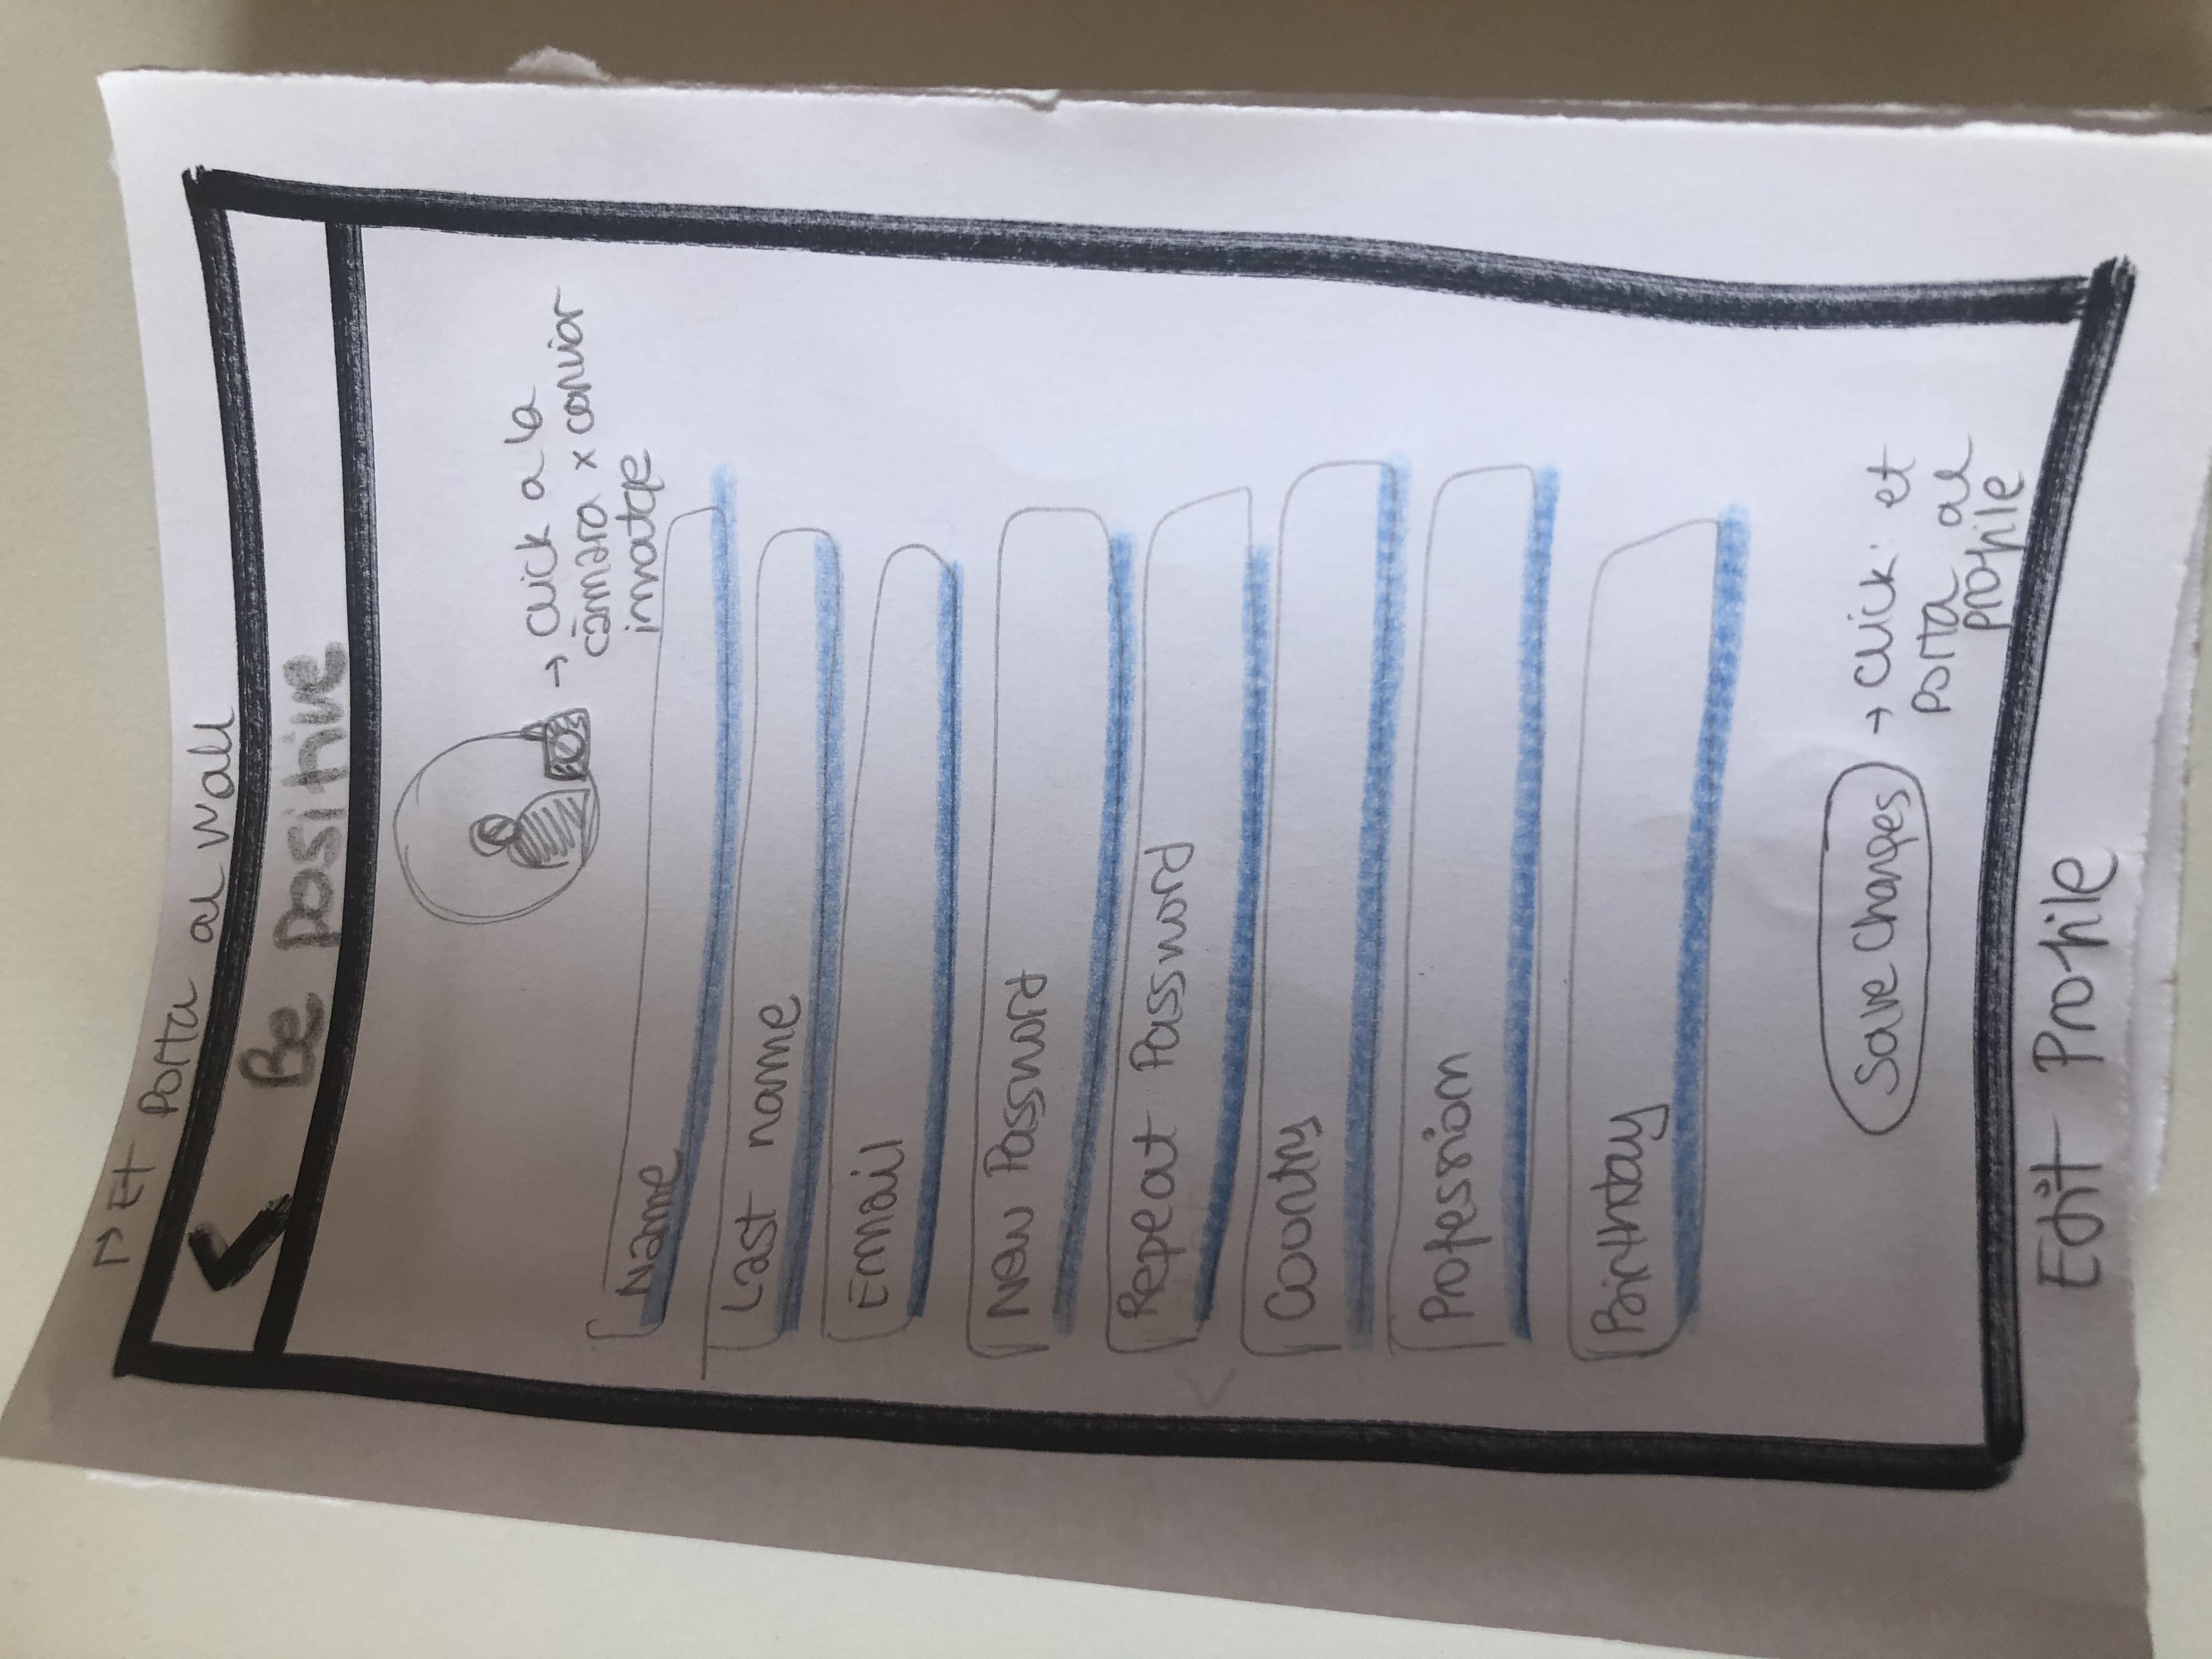 Et porta al wall
Be positive
→ click a la
càmara x canviar
imatge
Name
Last name
Email
New Password
Repeat Password
Country
Profession
Birthday
Save Changes
→ click: et
porta al
profile
Edit Profile